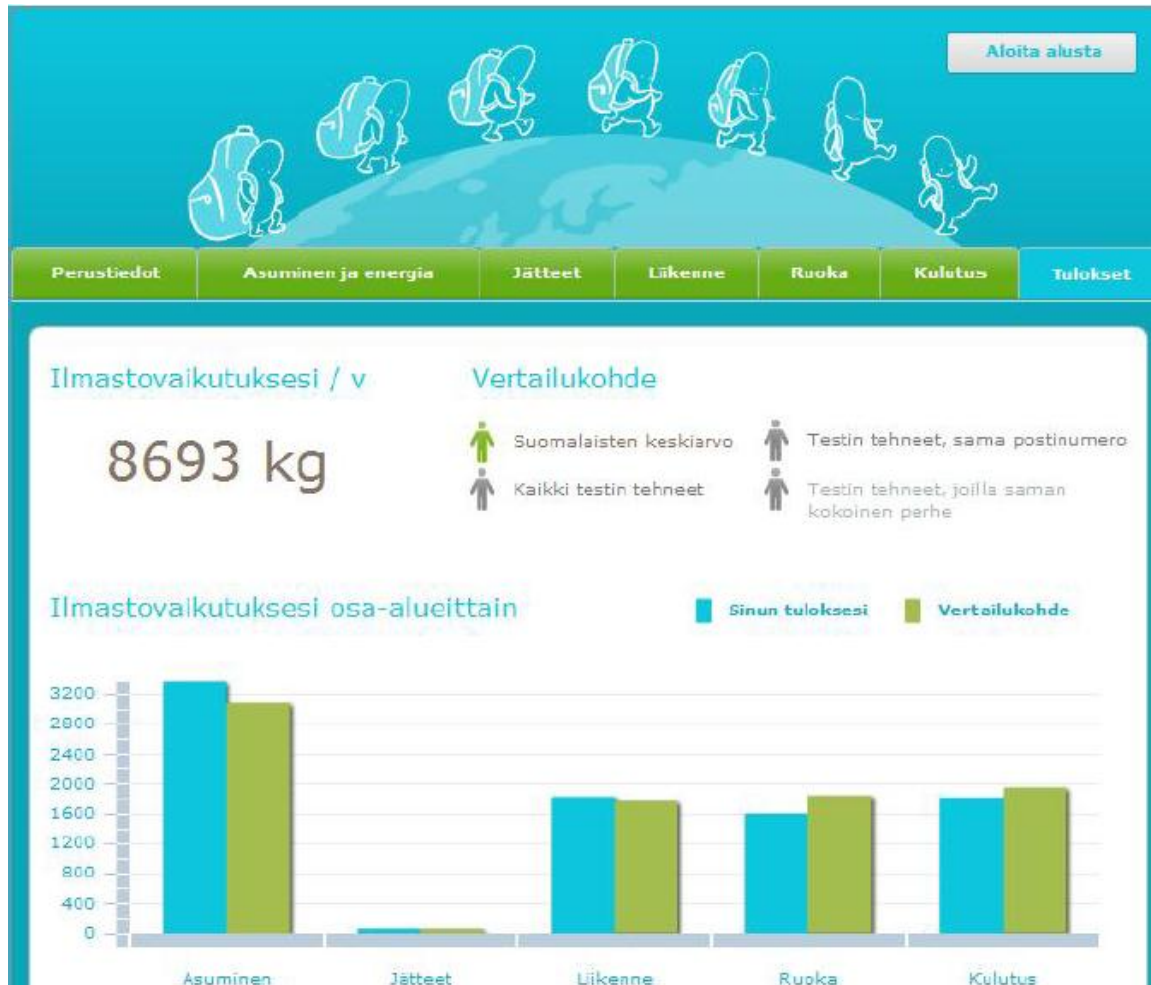 Aloita alusta
Perustiedot Asuminen ja energia Jätteet Liikenne Ruoka Kulutus Tulokset
Ilmastovaikutuksesi / v
8693 kg
Vertailukohde
Suomalaisten keskiarvo
Kaikki testin tehneet
Testin tehneet, sama postinumero
Testin tehneet, joilla saman
kokoinen perhe
Ilmastovaikutuksesi osa-alueittain
Sinun tuloksesi Vertailukohde
3200
2800
2400
2000
1600
1200
800
400
0
Asuminen Jätteet Liikenne Ruoka Kulutus